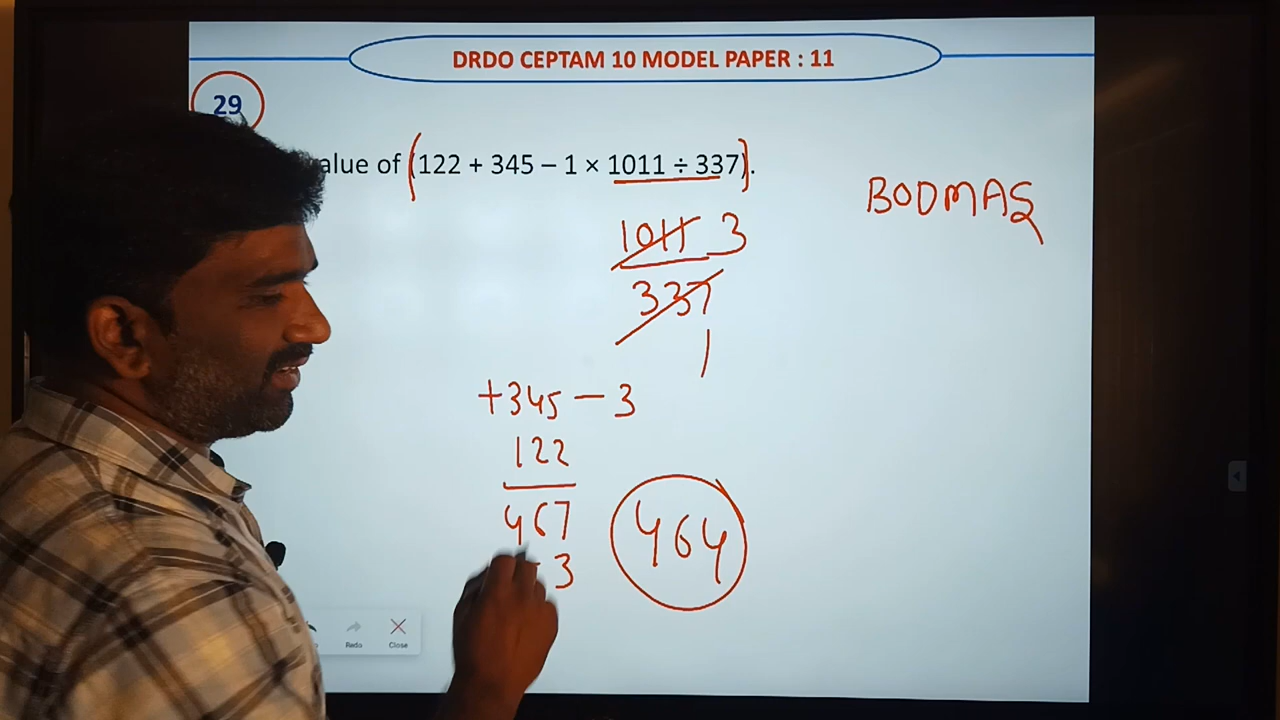 DRDO CEPTAM 10 MODEL PAPER : 11
29
alue of (122 + 345 – 1 × 1011 ÷ 337).
BODMAS
1011 3
337
1
+345 – 3
122
467
– 3
464
Redo
Close